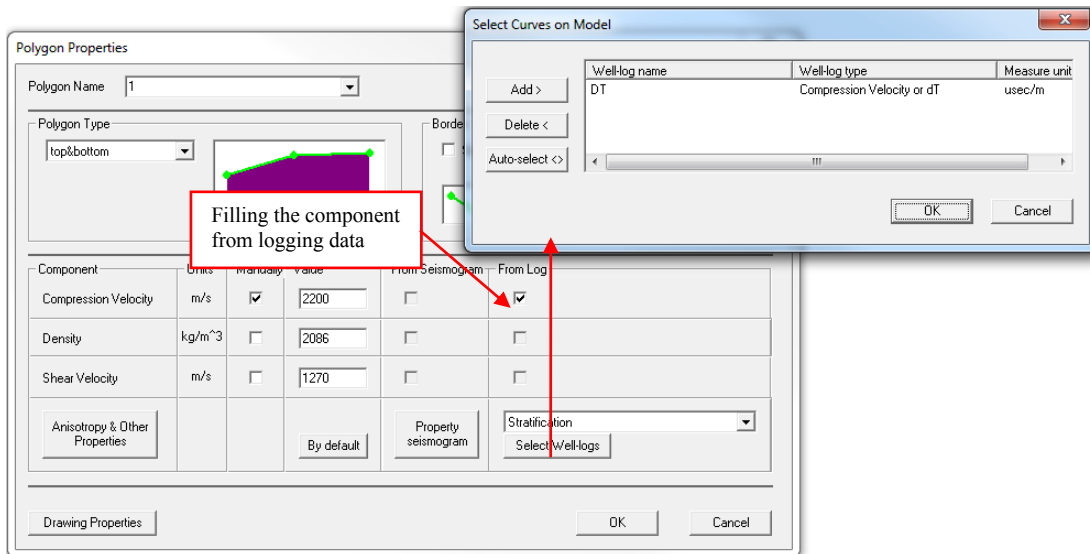 Select Curves on Model
x
Well-log name Well-log type Measure unit
DT Compression Velocity or dT usec/m
Add >
Delete <
Auto-select <>
OK Cancel
Polygon Properties
Polygon Name 1
Polygon Type
top&bottom
Filling the component
from logging data
Component Units Manually Value From Seismogram From Log
Compression Velocity m/s 2200
Density kg/m^3 2086
Shear Velocity m/s 1270
Anisotropy & Other
Properties
By default
Property
seismogram
Stratification
Select Well-logs
Drawing Properties OK Cancel